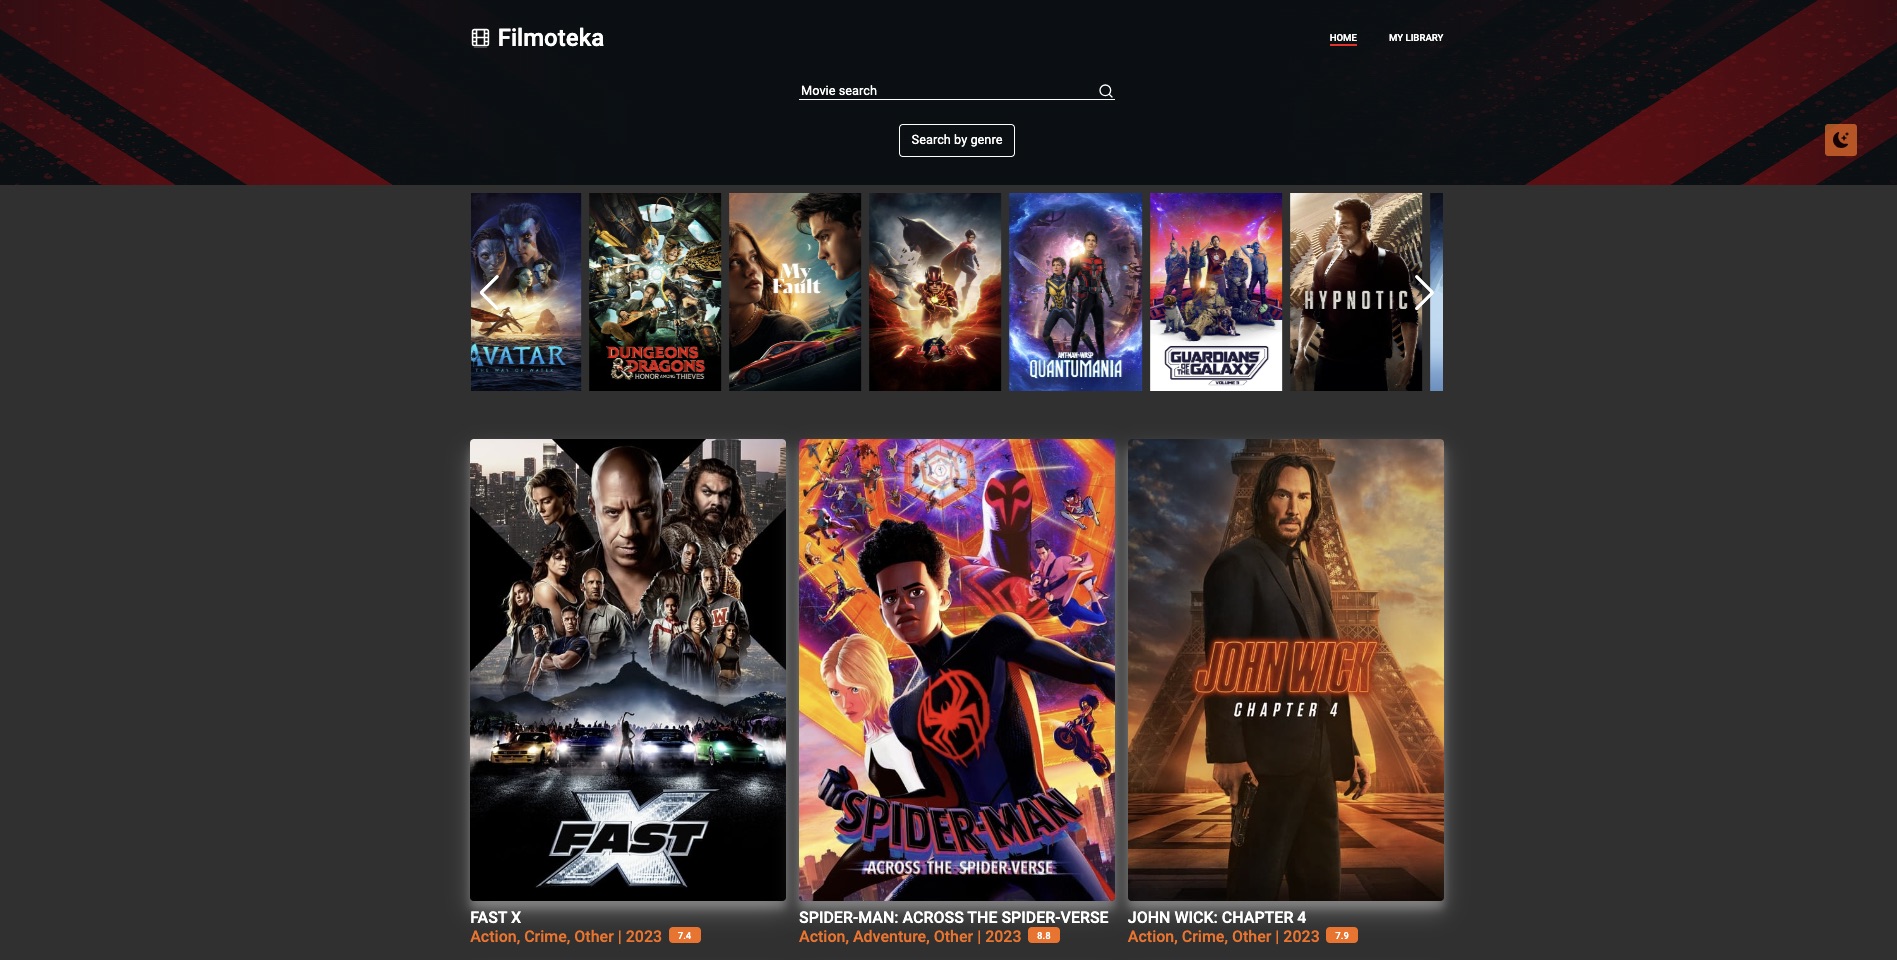 Filmoteka
HOME
MY LIBRARY
Movie search
Search by genre
AVATAR
THE WAY OF WATER
DUNGEONS
& DRAGONS
HONOR AMONG THIEVES
My
Fault
ANT-MAN AND THE WASP
QUANTUMANIA
GUARDIANS
OF THE GALAXY
VOLUME 3
HYPNOTIC
W
FAST X
SPIDER-MAN
ACROSS THE SPIDER-VERSE
JOHN WICK
CHAPTER 4
FAST X
Action, Crime, Other | 2023 7.4
SPIDER-MAN: ACROSS THE SPIDER-VERSE
Action, Adventure, Other | 2023 8.8
JOHN WICK: CHAPTER 4
Action, Crime, Other | 2023 7.9